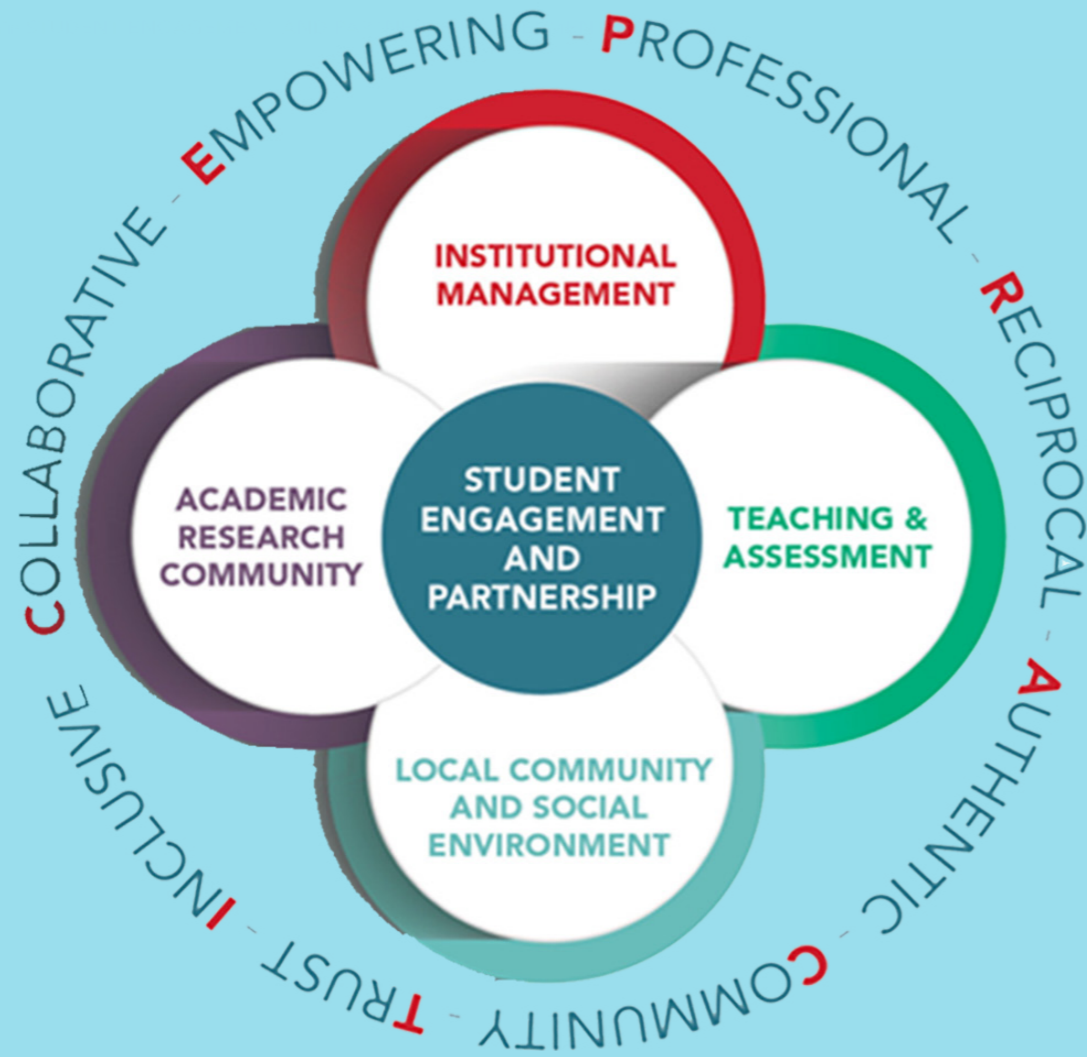 EMPOWERING - PROFESSIONAL - RECIPROCAL - AUTHENTIC - COMMUNITY - TRUST - INCLUSIVE COLLABORATIVE -
INSTITUTIONAL
MANAGEMENT
ACADEMIC
RESEARCH
COMMUNITY
STUDENT
ENGAGEMENT
AND
PARTNERSHIP
TEACHING &
ASSESSMENT
LOCAL COMMUNITY
AND SOCIAL
ENVIRONMENT